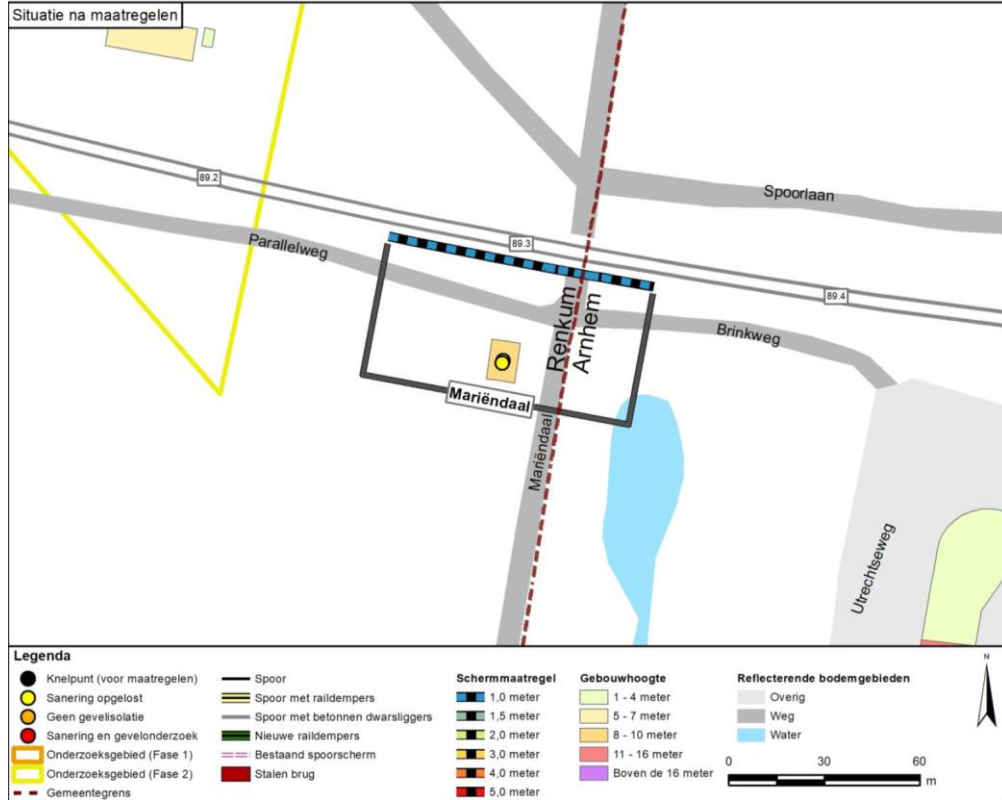 Situatie na maatregelen
89.2
Spoorlaan
Parallelweg
89.3
89.4
Renkum
Arnhem
Brinkweg
Mariëndaal
Mariëndaal
Utrechtseweg
Legenda
Knelpunt (voor maatregelen)
Sanering opgelost
Geen gevelisolatie
Sanering en gevelonderzoek
Onderzoeksgebied (Fase 1)
Onderzoeksgebied (Fase 2)
Gemeentegrens
Spoor
Spoor met raildempers
Spoor met betonnen dwarsliggers
Nieuwe raildempers
Bestaand spoorscherm
Stalen brug
Schermmaatregel
1,0 meter
1,5 meter
2,0 meter
3,0 meter
4,0 meter
5,0 meter
Gebouwhoogte
1 - 4 meter
5 - 7 meter
8 - 10 meter
11 - 16 meter
Boven de 16 meter
Reflecterende bodemgebieden
Overig
Weg
Water
N
0 30 60
m